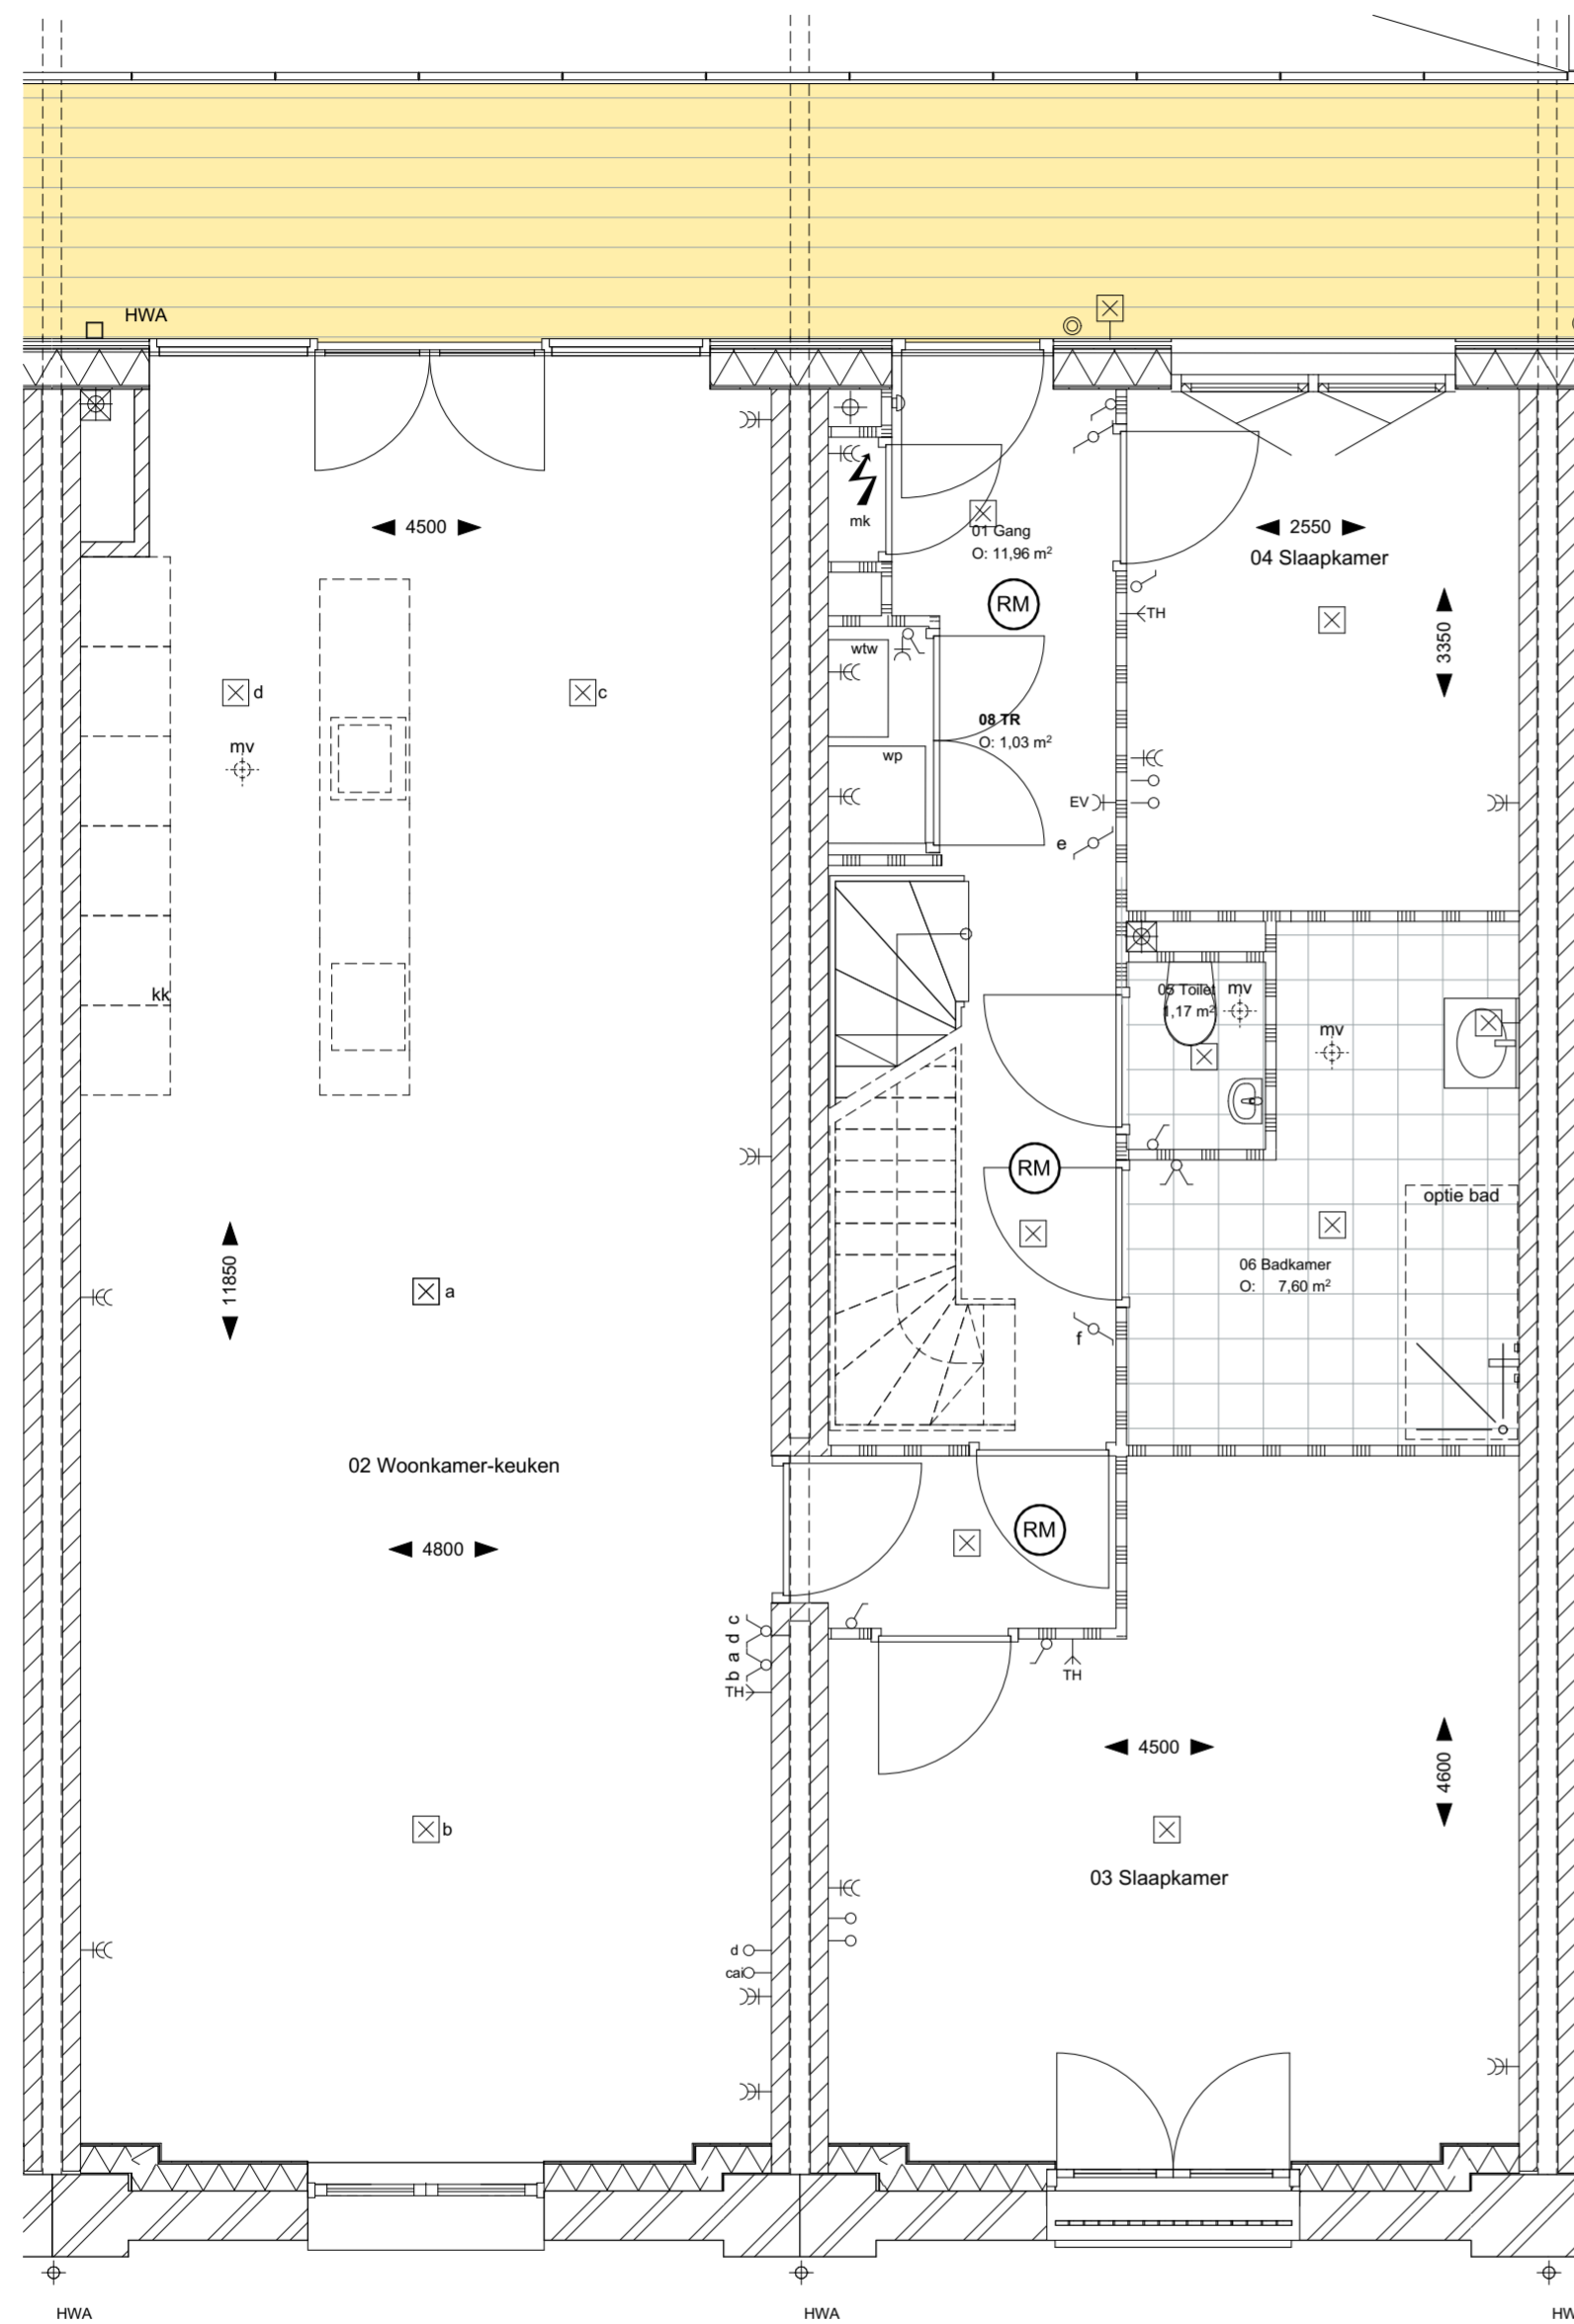 HWA
4500
mk
01 Gang
O: 11,96 m²
2550
04 Slaapkamer
RM
TH
3350
wtw
d
c
mv
08 TR
O: 1,03 m²
wp
EV
e
kk
05 Toilet
1,17 m²
mv
mv
RM
optie bad
11850
a
06 Badkamer
O: 7,60 m²
f
02 Woonkamer-keuken
RM
4800
b a d c
TH
TH
4500
4600
b
03 Slaapkamer
d
cai
HWA
HWA
HW